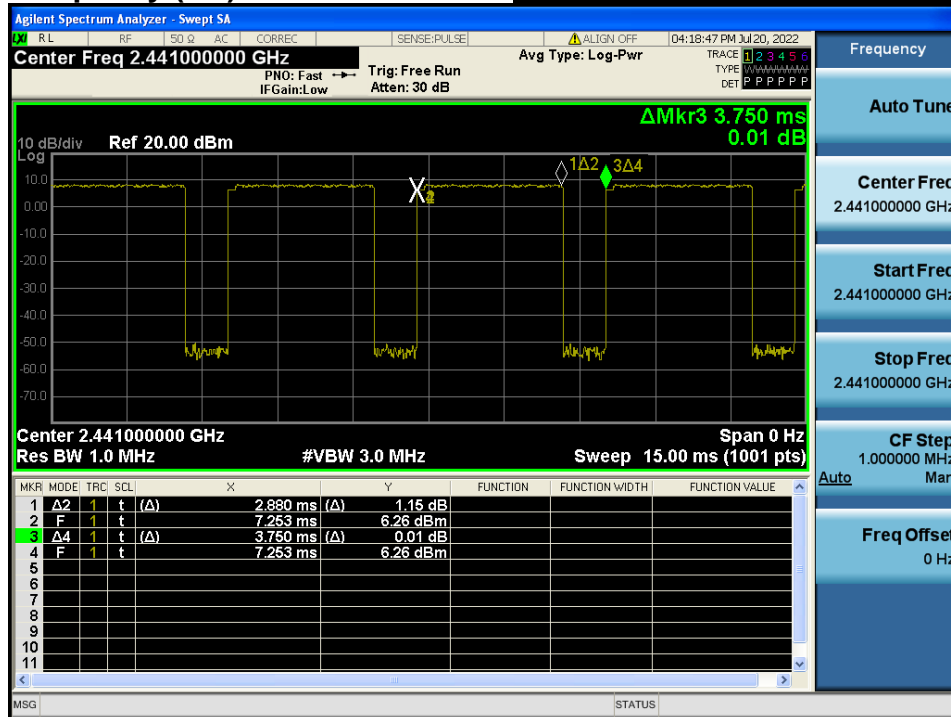 Agilent Spectrum Analyzer - Swept SA
LXI RL RF 50 Ω AC CORREC SENSE:PULSE ALIGN OFF 04:18:47 PM Jul 20, 2022
Center Freq 2.441000000 GHz Avg Type: Log-Pwr TRACE 1 2 3 4 5 6
PNO: Fast Trig: Free Run TYPE WWWWWW
IFGain:Low Atten: 30 dB DET P P P P P P
ΔMkr3 3.750 ms
0.01 dB
10 dB/div Ref 20.00 dBm
Log
1Δ2 3Δ4
10.0
0.00
-10.0
-20.0
-30.0
-40.0
-50.0
-60.0
-70.0
Center 2.441000000 GHz Span 0 Hz
Res BW 1.0 MHz #VBW 3.0 MHz Sweep 15.00 ms (1001 pts)
MKR MODE TRC SCL X Y FUNCTION FUNCTION WIDTH FUNCTION VALUE
1 Δ2 1 t (Δ) 2.880 ms (Δ) 1.15 dB
2 F 1 t 7.253 ms 6.26 dBm
3 Δ4 1 t (Δ) 3.750 ms (Δ) 0.01 dB
4 F 1 t 7.253 ms 6.26 dBm
5
6
7
8
9
10
11
MSG STATUS
Frequency
Auto Tune
Center Freq
2.441000000 GHz
Start Freq
2.441000000 GHz
Stop Freq
2.441000000 GHz
CF Step
1.000000 MHz
Auto Man
Freq Offset
0 Hz